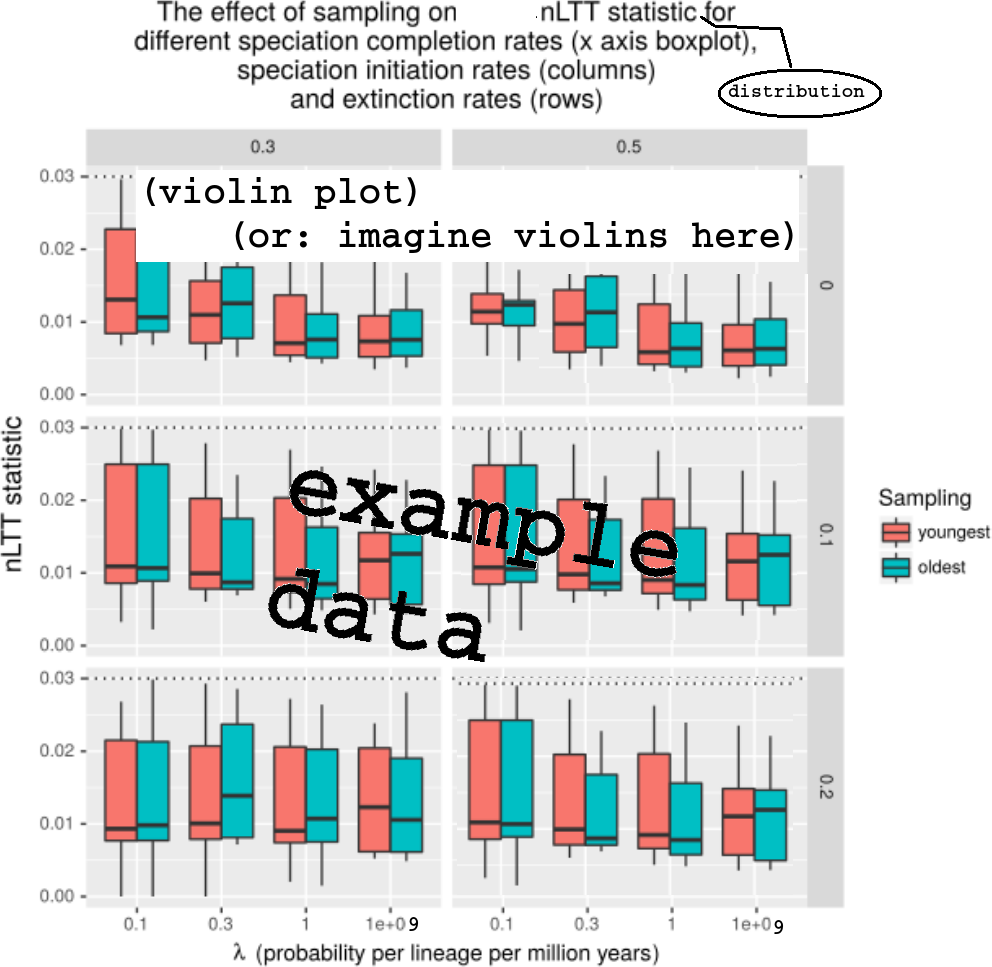 The effect of sampling on nLTT statistic for
distribution
different speciation completion rates (x axis boxplot),
speciation initiation rates (columns)
and extinction rates (rows)
0.3 0.5
(violin plot)
(or: imagine violins here)
0.03
0.02
0.01
0.00
0
nLTT statistic
0.03
0.02
0.01
0.00
0.1
example
data
Sampling
youngest
oldest
0.03
0.02
0.01
0.00
0.2
0.1 0.3 1 1e+09 0.1 0.3 1 1e+09
λ (probability per lineage per million years)